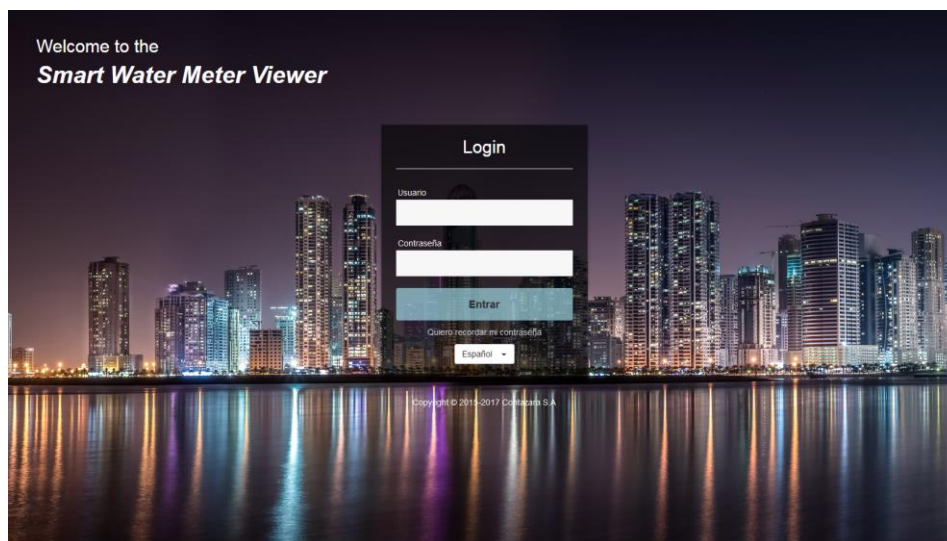 Welcome to the
Smart Water Meter Viewer
Login
Usuario
Contraseña
Entrar
Quiero recordar mi contraseña
Español
Copyright © 2015-2017 Contazara S.A